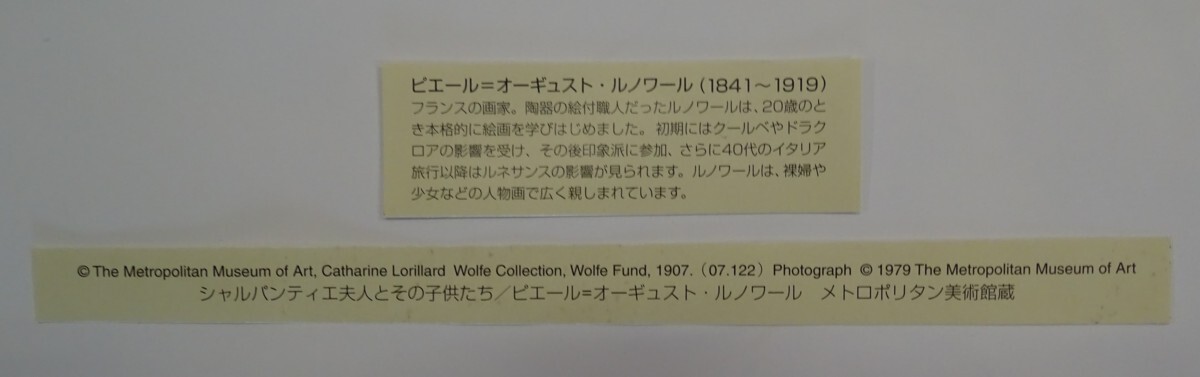 ピエール=オーギュスト・ルノワール (1841〜1919)
フランスの画家。陶器の絵付職人だったルノワールは、20歳のと
き本格的に絵画を学びはじめました。初期にはクールベやドラク
ロアの影響を受け、その後印象派に参加、さらに40代のイタリア
旅行以降はルネサンスの影響が見られます。ルノワールは、裸婦や
少女などの人物画で広く親しまれています。
© The Metropolitan Museum of Art, Catharine Lorillard Wolfe Collection, Wolfe Fund, 1907. (07.122) Photograph © 1979 The Metropolitan Museum of Art
シャルパンティエ夫人とその子供たち/ピエール=オーギュスト・ルノワール メトロポリタン美術館蔵